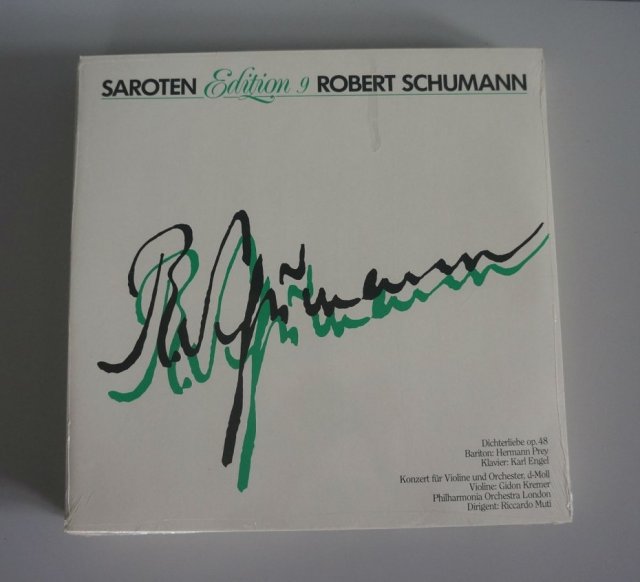 SAROTEN Edition 9 ROBERT SCHUMANN
R. Schumann
Dichterliebe op. 48
Bariton: Hermann Prey
Klavier: Karl Engel
Konzert für Violine und Orchester, d-Moll
Violine: Gidon Kremer
Philharmonia Orchestra London
Dirigent: Riccardo Muti